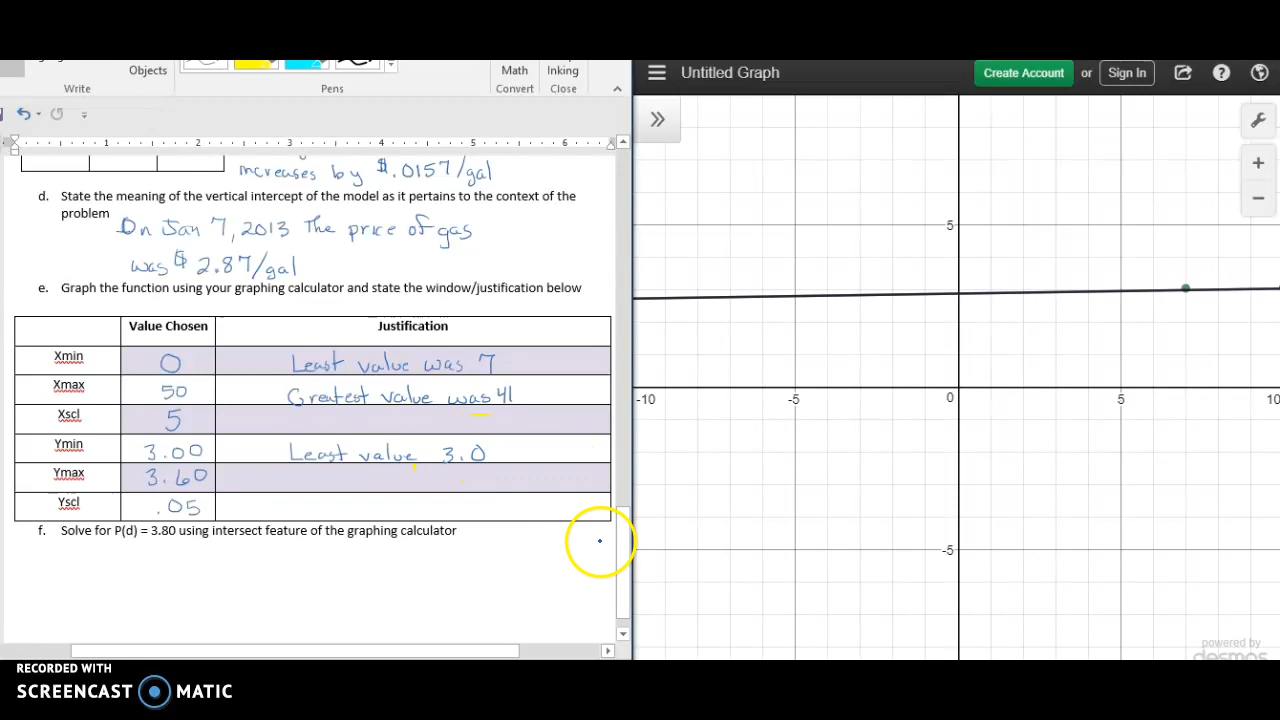 Objects
Write
Pens
Math
Convert
Inking
Close
1 2 3 4 5 6
increases by $.0157/gal
d. State the meaning of the vertical intercept of the model as it pertains to the context of the
problem
On Jan 7, 2013 The price of gas
was $ 2.87/gal
e. Graph the function using your graphing calculator and state the window/justification below
Value Chosen Justification
Xmin 0 Least value was 7
Xmax 50 Greatest value was 41
Xscl 5
Ymin 3.00 Least value 3.0
Ymax 3.60
Yscl .05
f. Solve for P(d) = 3.80 using intersect feature of the graphing calculator
Untitled Graph
Create Account or Sign In
5
-10 -5 0 5 10
-5
powered by
desmos
RECORDED WITH
SCREENCAST MATIC